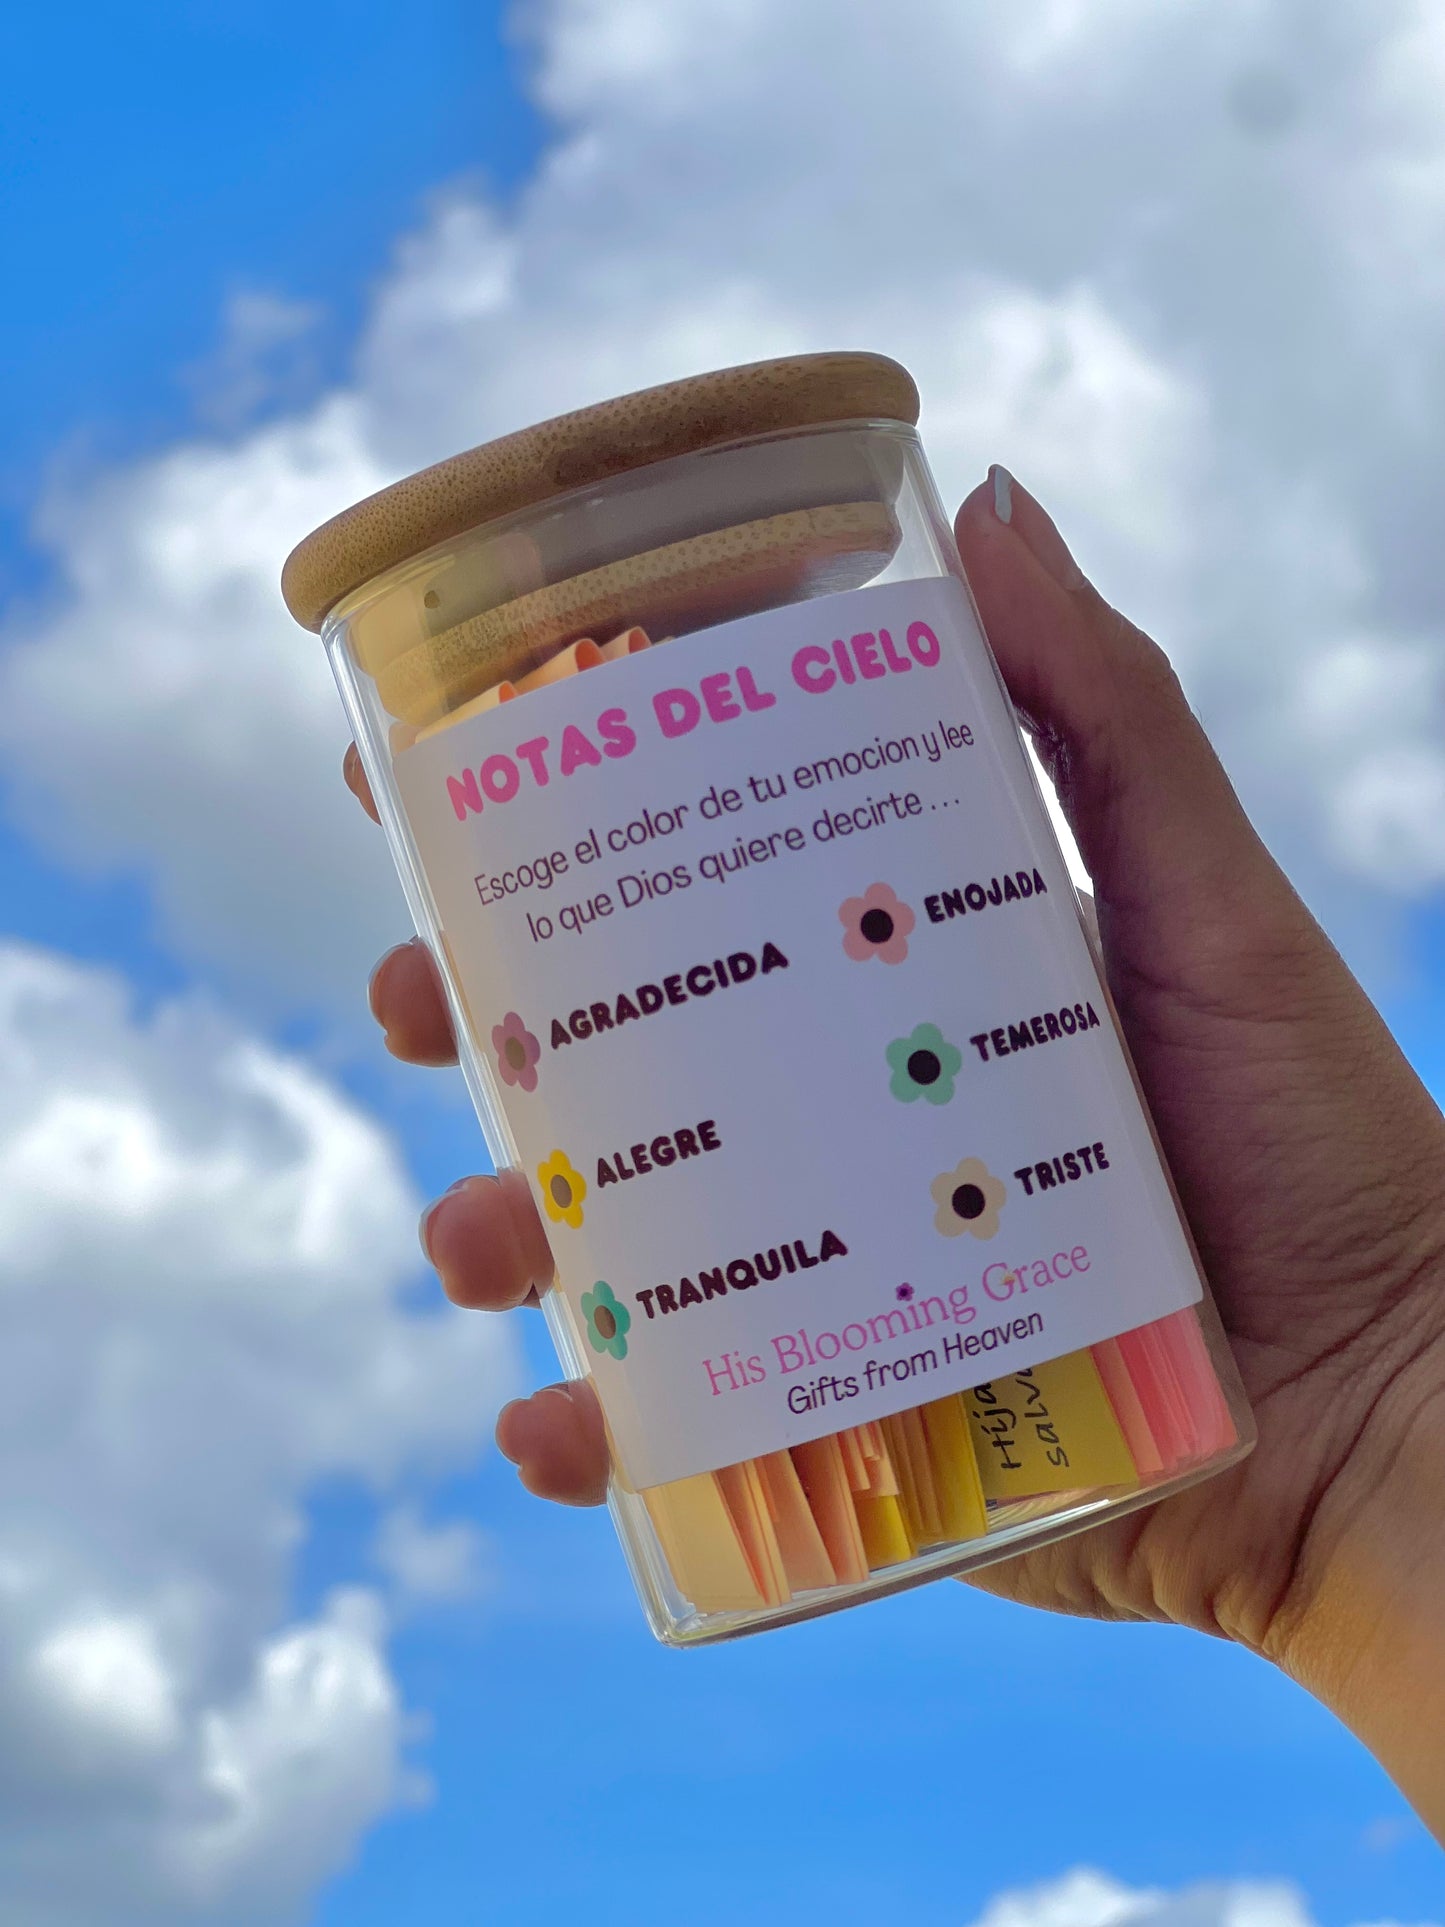 NOTAS DEL CIELO
Escoge el color de tu emocion y lee
lo que Dios quiere decirte ...
AGRADECIDA
ENOJADA
ALEGRE
TEMEROSA
TRANQUILA
TRISTE
His Blooming Grace
Gifts from Heaven